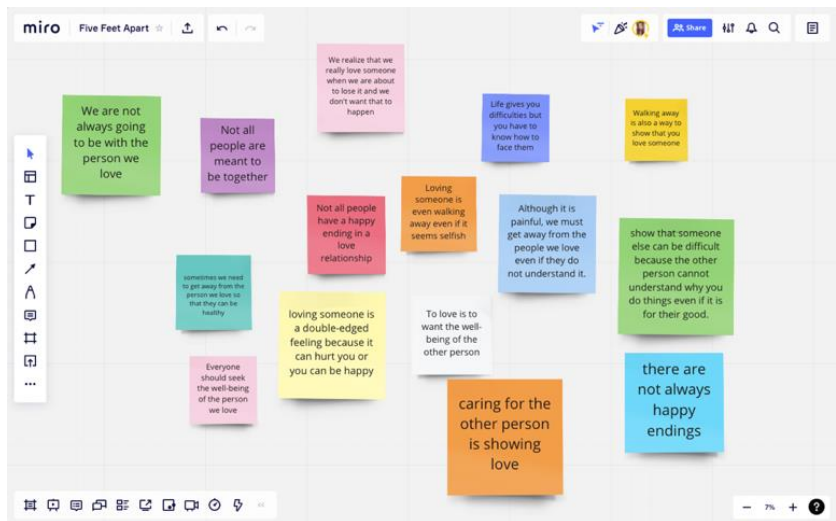 miro Five Feet Apart
Share
We realize that we
really love someone
when we are about
to lose it and we
don't want that to
happen
We are not
always going
to be with the
person we
love
Not all
people are
meant to
be together
Life gives you
difficulties but
you have to
know how to
face them
Walking away
is also a way to
show that you
love someone
Not all people
have a happy
ending in a
love
relationship
Loving
someone is
even walking
away even if it
seems selfish
Although it is
painful, we must
get away from the
people we love
even if they do
not understand it.
show that someone
else can be difficult
because the other
person cannot
understand why you
do things even if it is
for their good.
sometimes we need
to get away from the
person we love so
that they can be
healthy
loving someone is
a double-edged
feeling because it
can hurt you or
you can be happy
To love is to
want the well-
being of the
other person
Everyone
should seek
the well-being
of the person
we love
caring for the
other person
is showing
love
there are
not always
happy
endings
7%